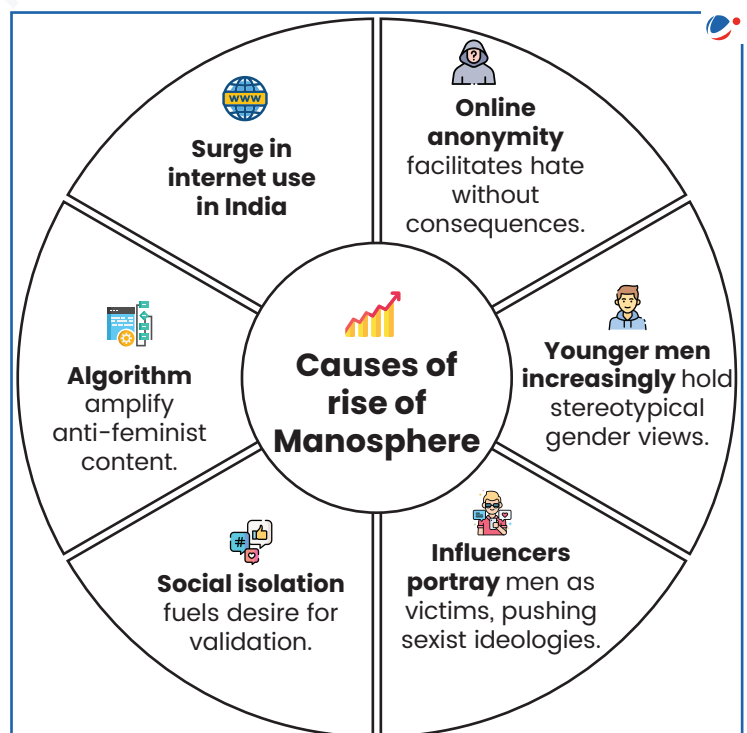 Causes of
rise of
Manosphere
Online
anonymity
facilitates hate
without
consequences.
Younger men
increasingly hold
stereotypical
gender views.
Influencers
portray men as
victims, pushing
sexist ideologies.
Social isolation
fuels desire for
validation.
Algorithm
amplify
anti-feminist
content.
www
Surge in
internet use
in India